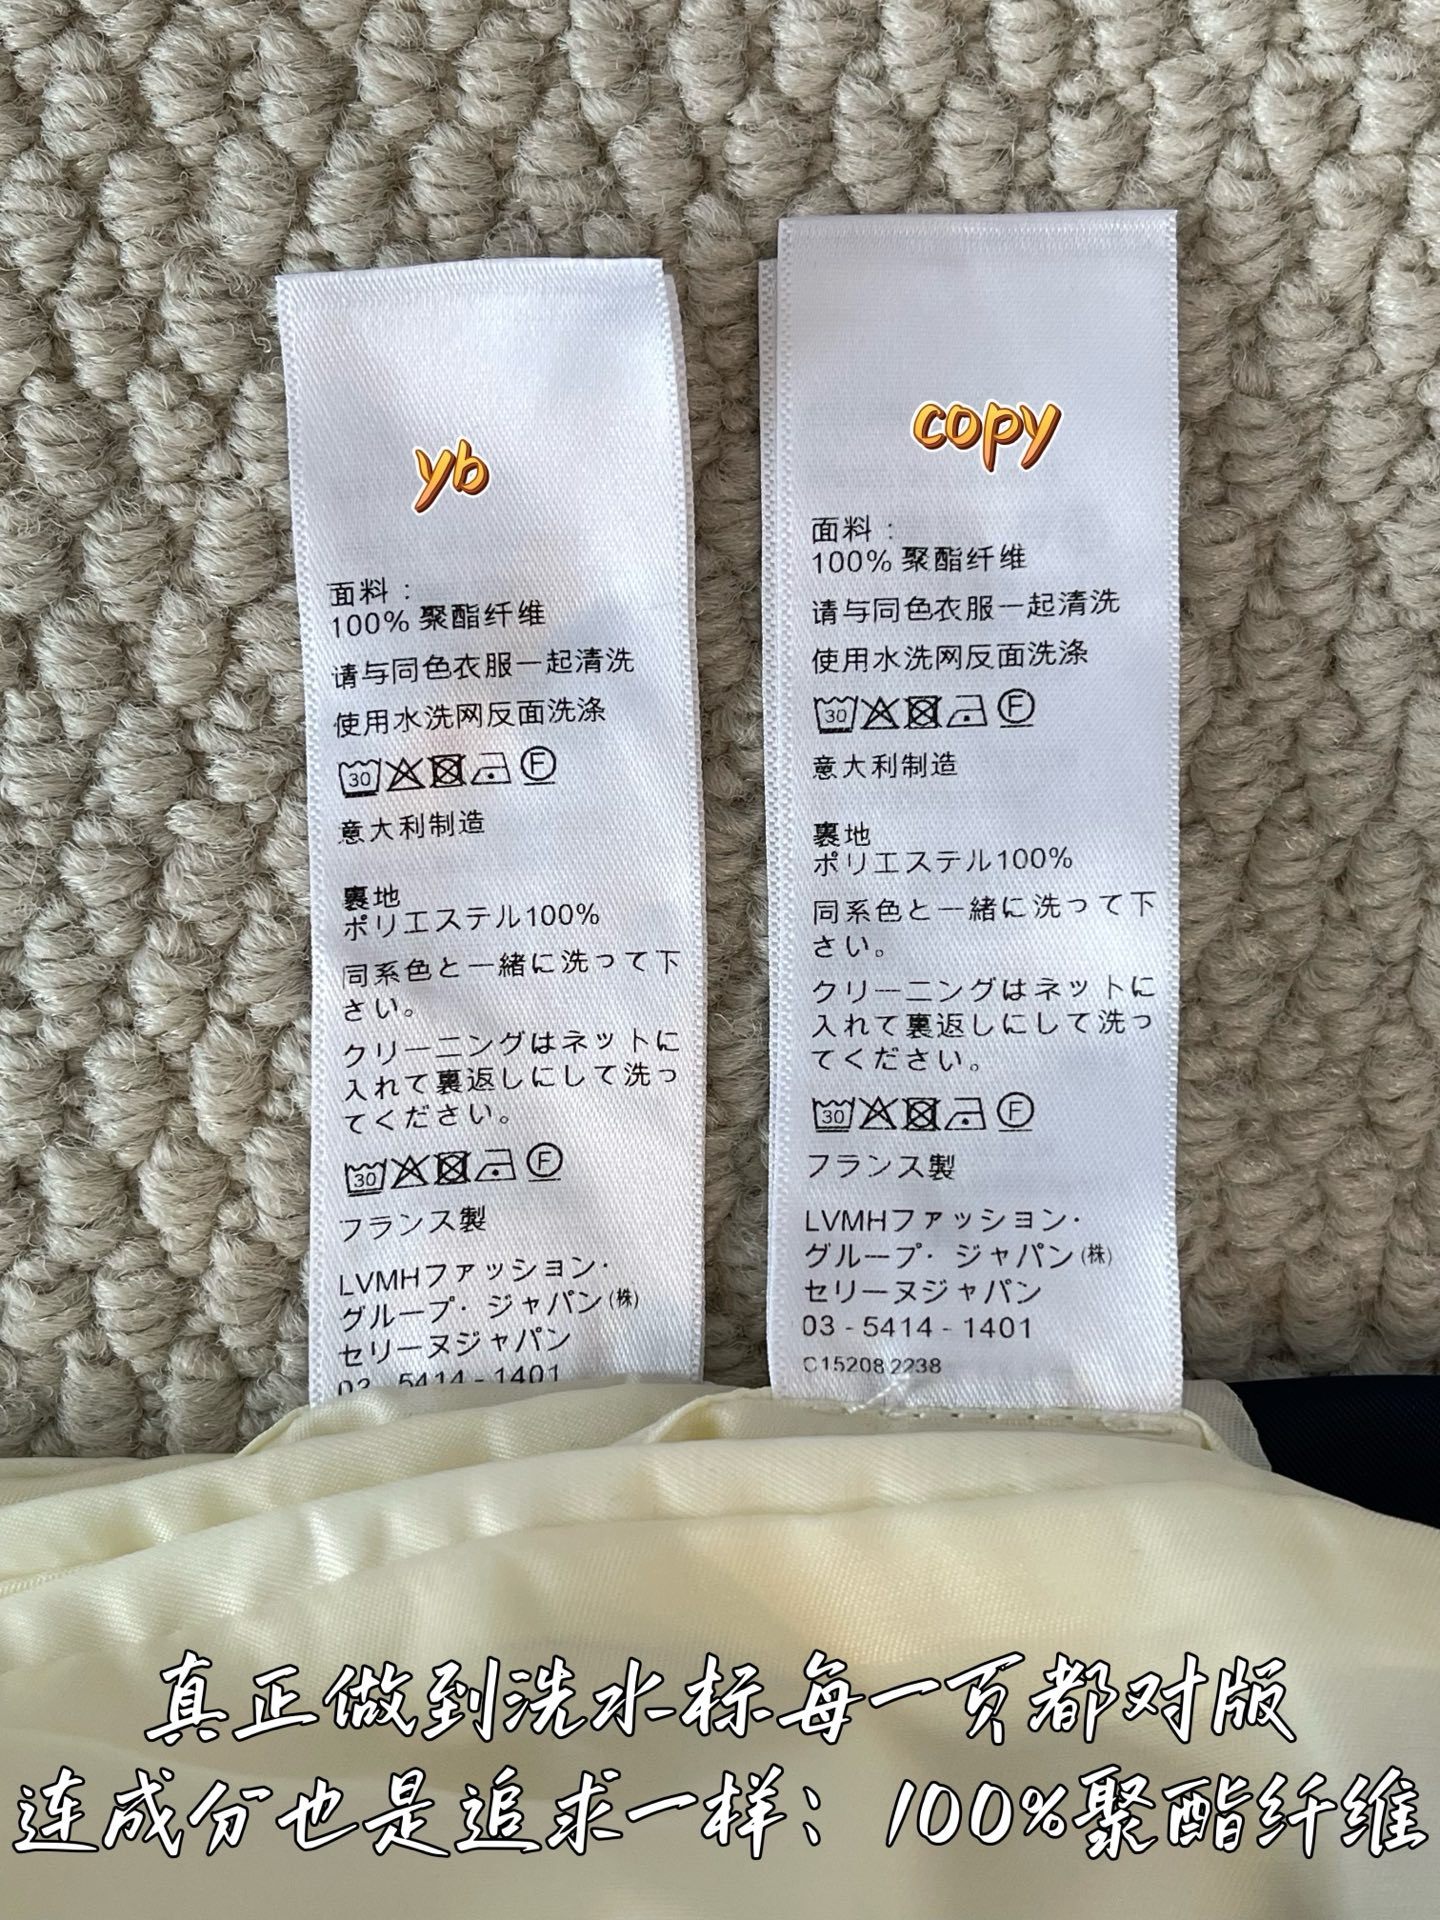 yb
面料：
100% 聚酯纤维
请与同色衣服一起清洗
使用水洗网反面洗涤
30
F
意大利制造
裏地
ポリエステル100%
同系色と一緒に洗って下
さい。
クリーニングはネットに
入れて裏返しにして洗っ
てください。
30
F
フランス製
LVMHファッション・
グループ・ジャパン(株)
セリーヌジャパン
03 - 5414 - 1401
copy
面料：
100% 聚酯纤维
请与同色衣服一起清洗
使用水洗网反面洗涤
30
F
意大利制造
裏地
ポリエステル100%
同系色と一緒に洗って下
さい。
クリーニングはネットに
入れて裏返しにして洗っ
てください。
30
F
フランス製
LVMHファッション・
グループ・ジャパン(株)
セリーヌジャパン
03 - 5414 - 1401
C152082238
真正做到洗水标每一页都对版
连成分也是追求一样；100%聚酯纤维